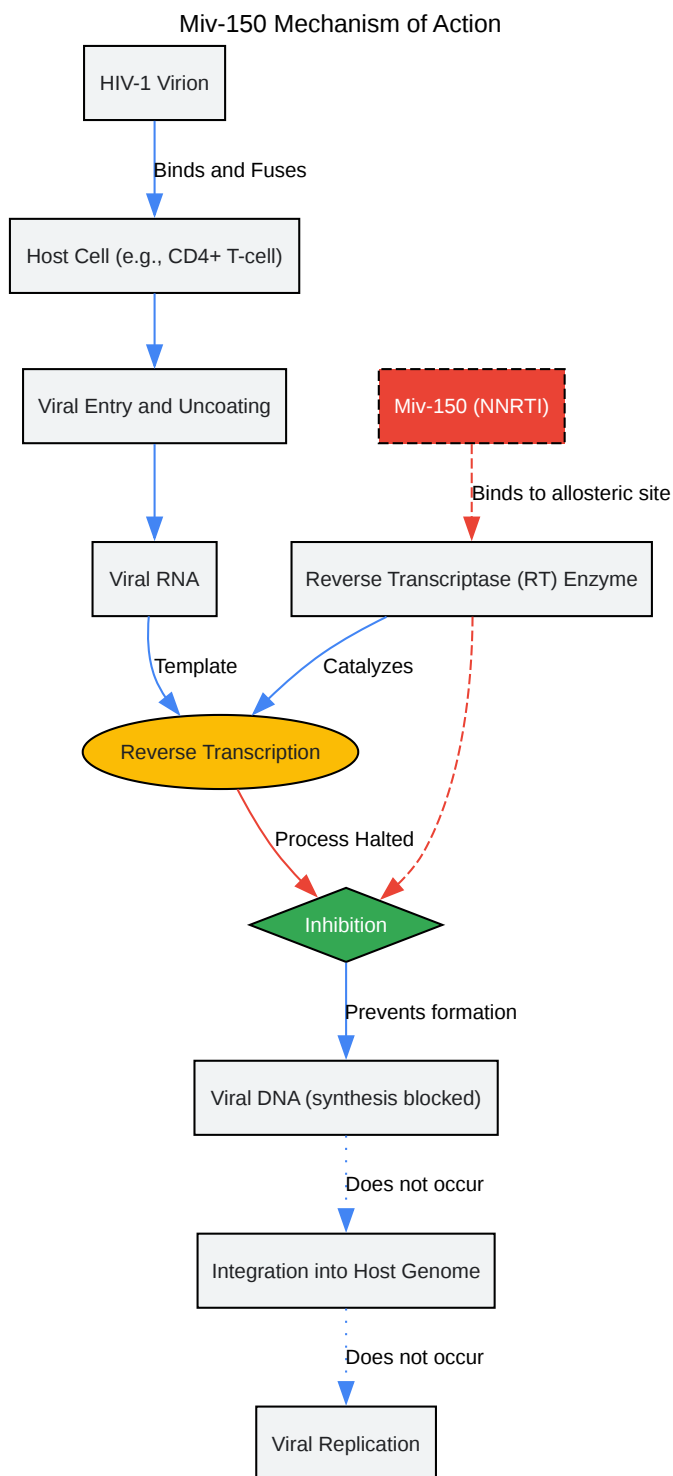 Miv-150 Mechanism of Action
HIV-1 Virion
Binds and Fuses
Host Cell (e.g., CD4+ T-cell)
Viral Entry and Uncoating
Miv-150 (NNRTI)
Binds to allosteric site
Viral RNA
Reverse Transcriptase (RT) Enzyme
Template
Catalyzes
Reverse Transcription
Process Halted
Inhibition
Prevents formation
Viral DNA (synthesis blocked)
Does not occur
Integration into Host Genome
Does not occur
Viral Replication